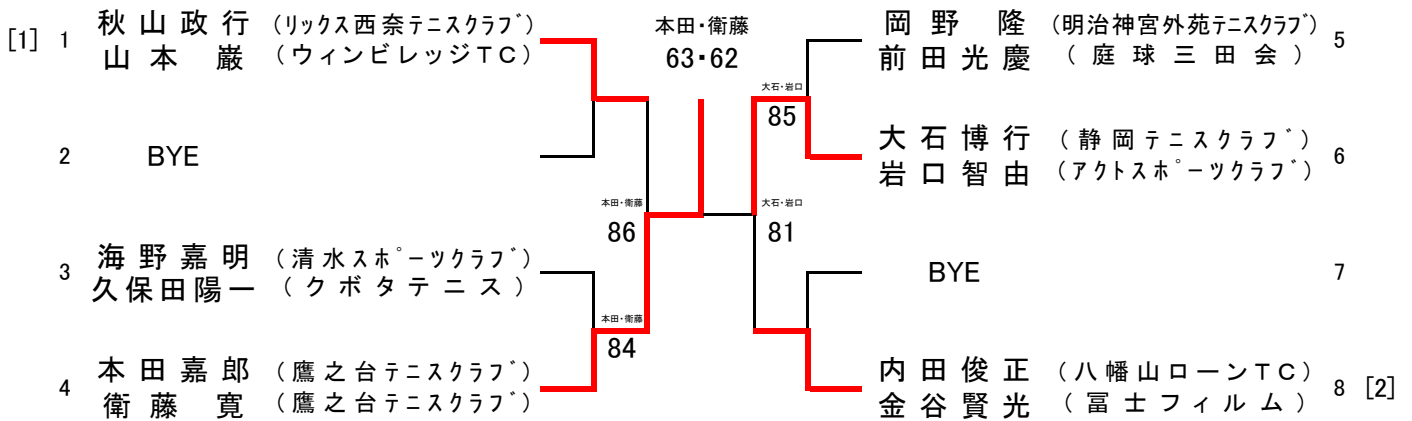 [1] 1 秋山政行 (リックス西奈テニスクラブ)
山本 巌 (ウィンビレッジTC)
2 BYE
3 海野嘉明 (清水スポーツクラブ)
久保田陽一 (クボタテニス)
4 本田嘉郎 (鷹之台テニスクラブ)
衛藤 寛 (鷹之台テニスクラブ)
本田・衛藤
84
本田・衛藤
86
本田・衛藤
63・62
大石・岩口
85
大石・岩口
81
岡野 隆 (明治神宮外苑テニスクラブ) 5
前田光慶 (庭球三田会)
大石博行 (静岡テニスクラブ) 6
岩口智由 (アクトスポーツクラブ)
BYE 7
内田俊正 (八幡山ローンTC) 8 [2]
金谷賢光 (冨士フィルム)